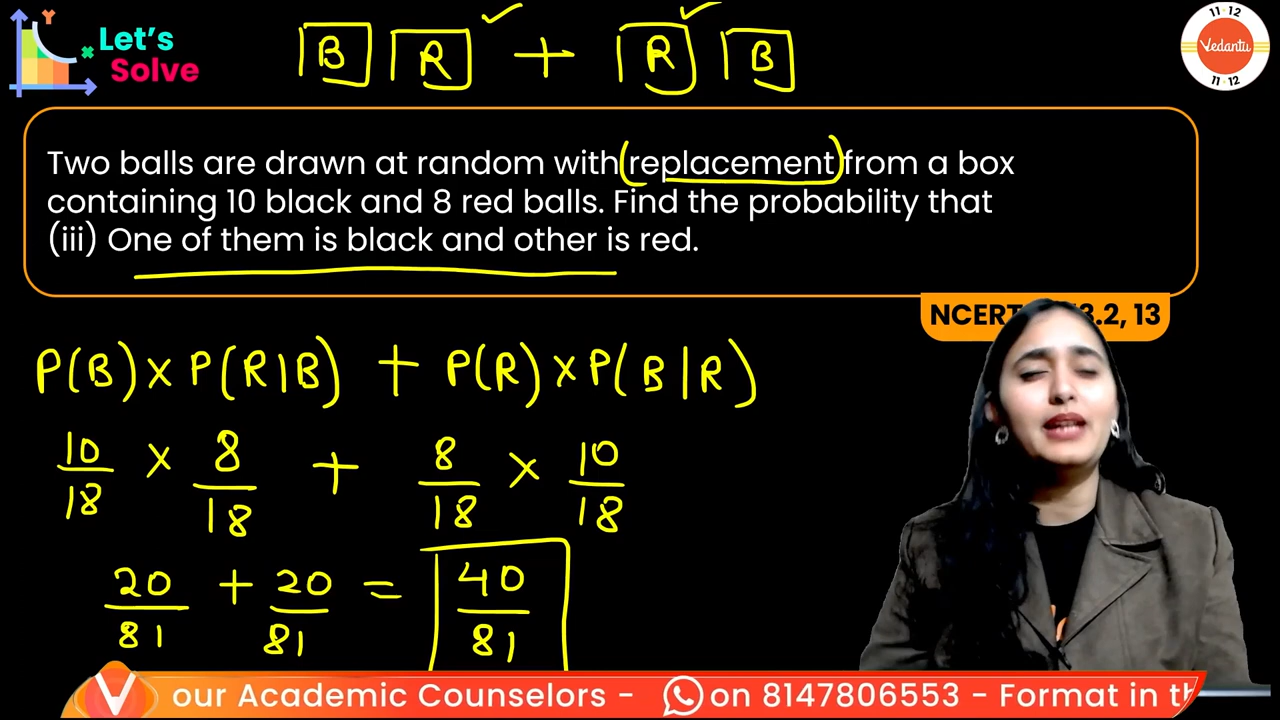 Let's
Solve
B R + R B
11-12
Vedantu
11-12
Two balls are drawn at random with (replacement) from a box
containing 10 black and 8 red balls. Find the probability that
(iii) One of them is black and other is red.
NCERT 3.2, 13
P(B) × P(R|B) + P(R) × P(B|R)
10/18 × 8/18 + 8/18 × 10/18
20/81 + 20/81 = 40/81
our Academic Counselors - on 8147806553 - Format in th